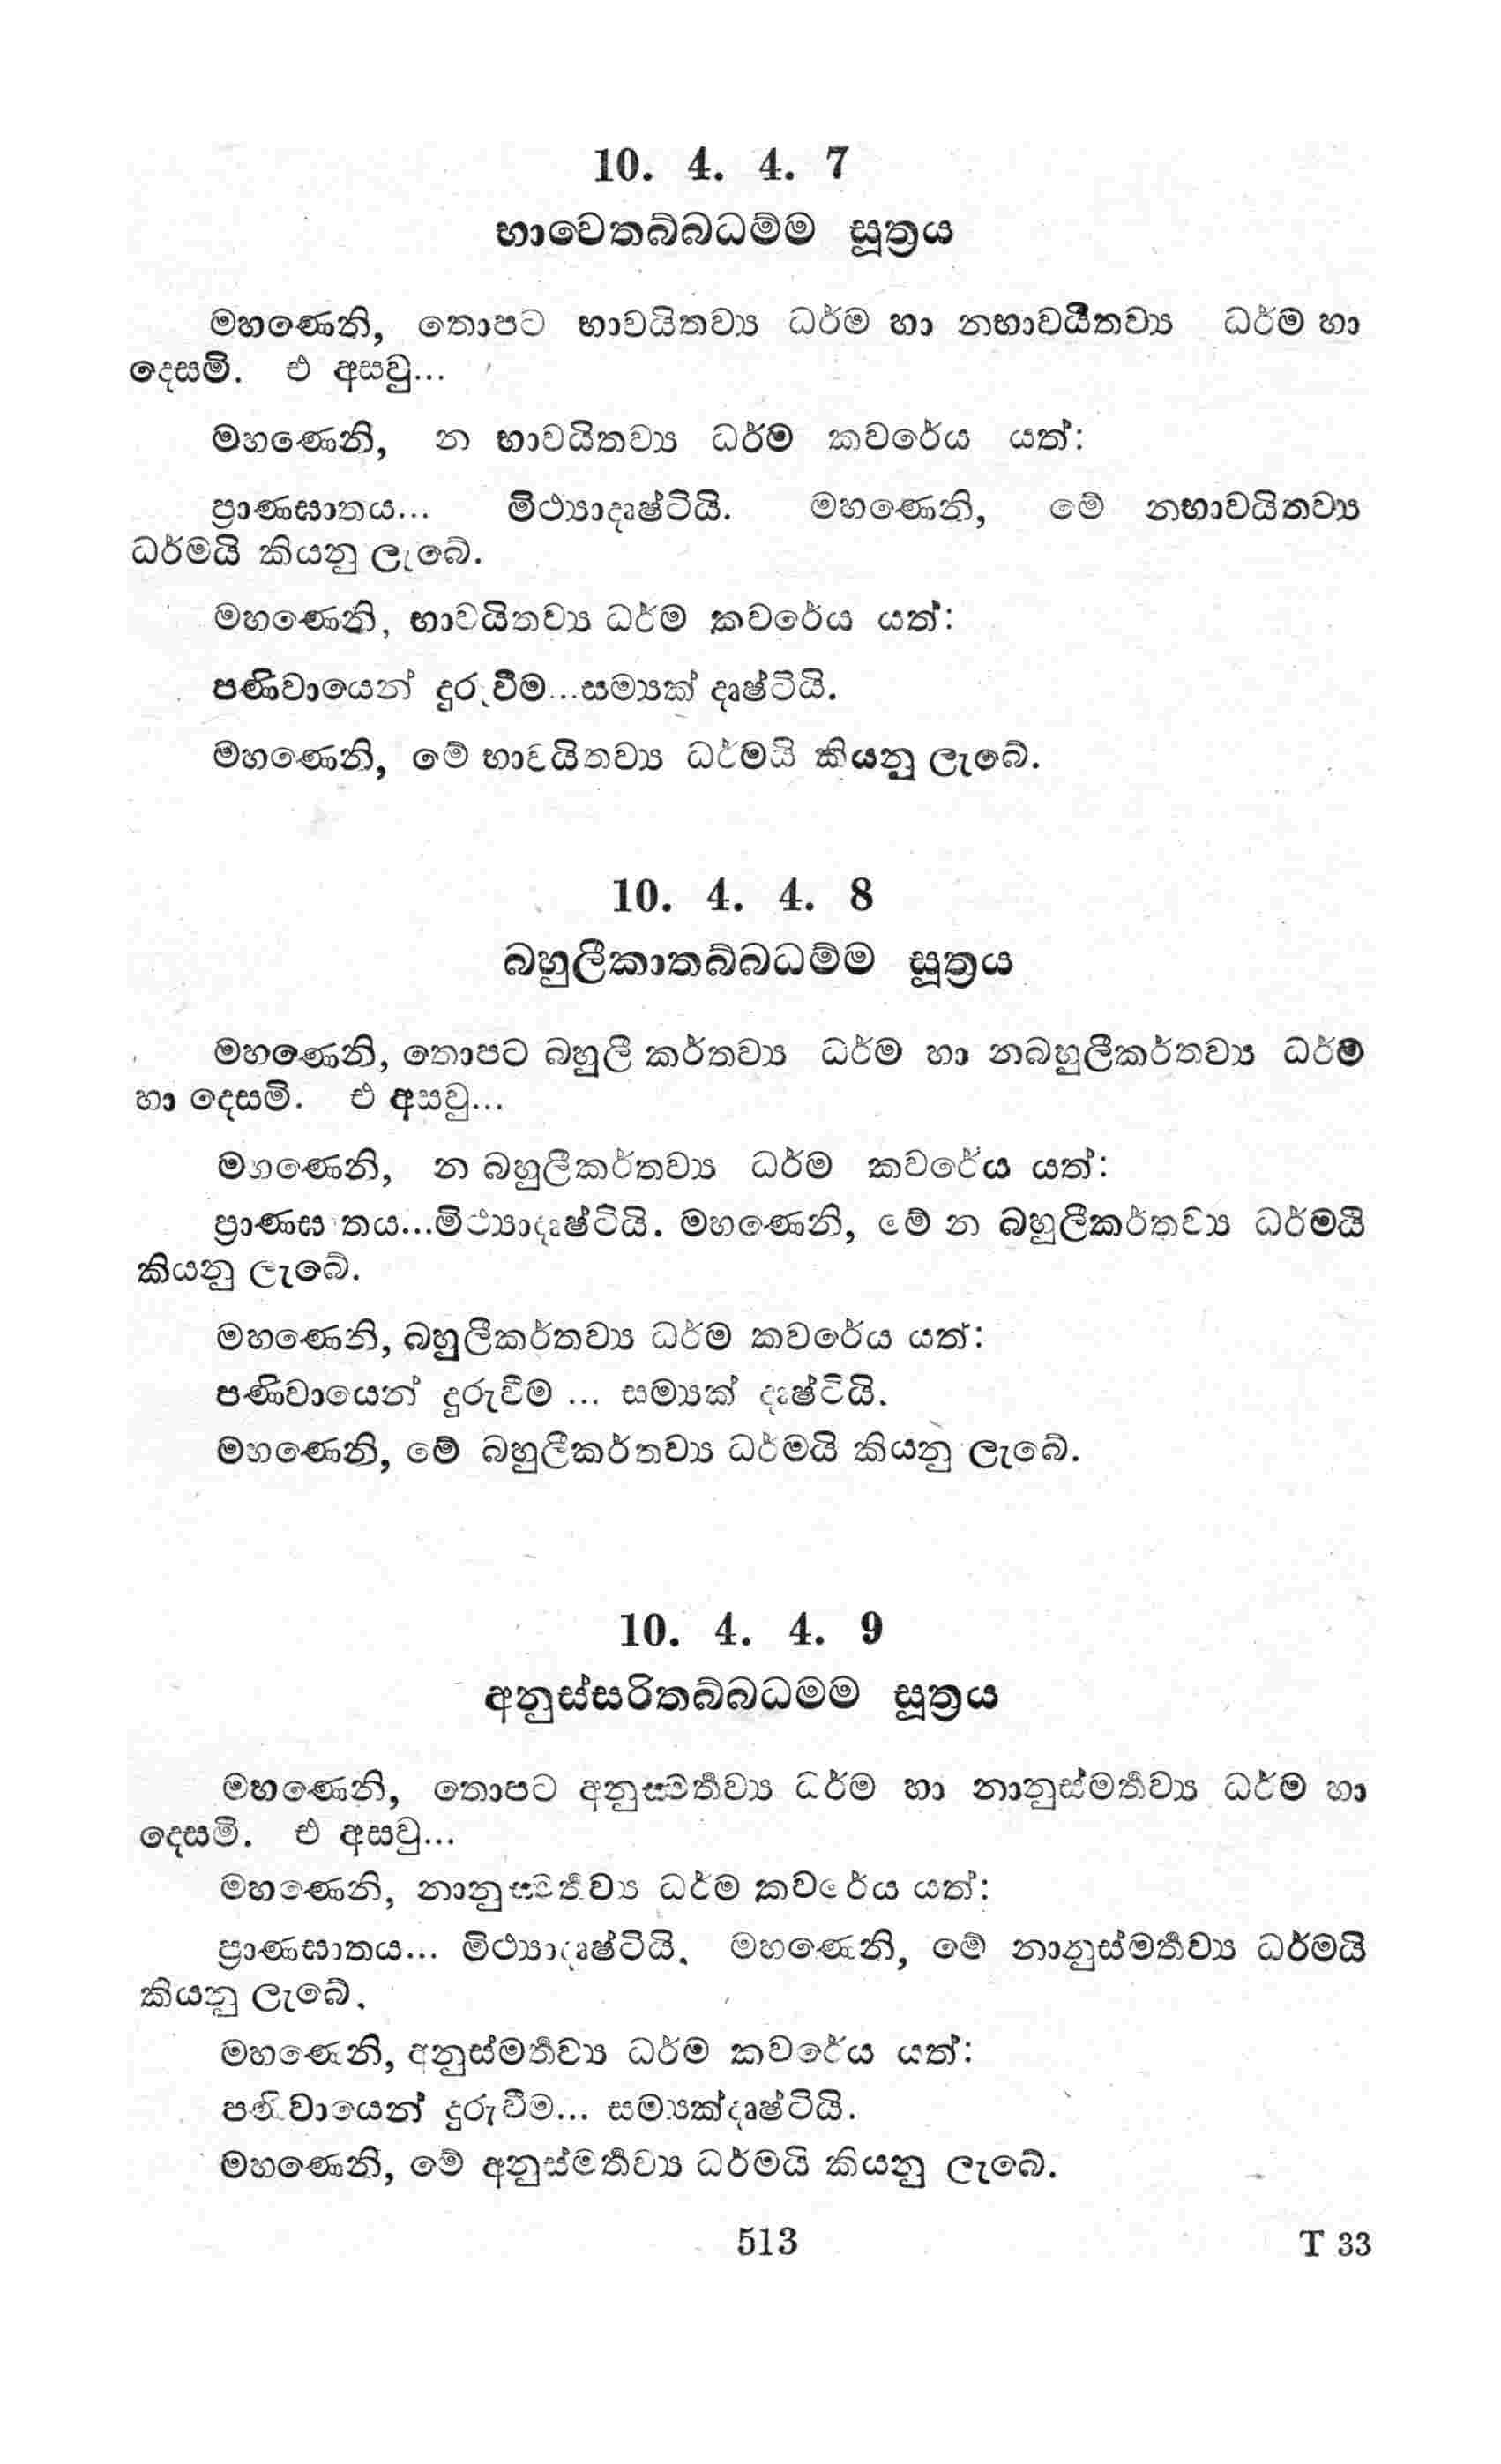 10. 4. 4. 7
භාවෙතබ්බධම්ම සූත්‍රය
මහණෙනි, තොපට භාවයිතව්‍ය ධර්ම හා නභාවයීතව්‍ය ධර්ම හා
දෙසමි. එ අසවු...
මහණෙනි, න භාවයිතව්‍ය ධර්ම කවරේය යත්:
ප්‍රාණඝාතය... මිථ්‍යාදෘෂ්ටියි. මහණෙනි, මේ නභාවයිතව්‍ය
ධර්මයි කියනු ලැබේ.
මහණෙනි, භාවයිතව්‍ය ධර්ම කවරේය යත්:
පණිවායෙන් දුරුවීම...සම්‍යක් දෘෂ්ටියි.
මහණෙනි, මේ භාවයිතව්‍ය ධර්මයි කියනු ලැබේ.
10. 4. 4. 8
බහුලීකාතබ්බධම්ම සූත්‍රය
මහණෙනි, තොපට බහුලී කර්තව්‍ය ධර්ම හා නබහුලීකර්තව්‍ය ධර්ම
හා දෙසමි. එ අසවු...
මහණෙනි, න බහුලීකර්තව්‍ය ධර්ම කවරේය යත්:
ප්‍රාණඝාතය...මිථ්‍යාදෘෂ්ටියි. මහණෙනි, මේ න බහුලීකර්තව්‍ය ධර්මයි
කියනු ලැබේ.
මහණෙනි, බහුලීකර්තව්‍ය ධර්ම කවරේය යත්:
පණිවායෙන් දුරුවීම ... සම්‍යක් දෘෂ්ටියි.
මහණෙනි, මේ බහුලීකර්තව්‍ය ධර්මයි කියනු ලැබේ.
10. 4. 4. 9
අනුස්සරිතබ්බධමම සූත්‍රය
මහණෙනි, තොපට අනුස්මර්තව්‍ය ධර්ම හා නානුස්මර්තව්‍ය ධර්ම හා
දෙසමි. එ අසවු...
මහණෙනි, නානුස්මර්තව්‍ය ධර්ම කවරේය යත්:
ප්‍රාණඝාතය... මිථ්‍යාදෘෂ්ටියි. මහණෙනි, මේ නානුස්මර්තව්‍ය ධර්මයි
කියනු ලැබේ.
මහණෙනි, අනුස්මර්තව්‍ය ධර්ම කවරේය යත්:
පණිවායෙන් දුරුවීම... සම්‍යක්දෘෂ්ටියි.
මහණෙනි, මේ අනුස්මර්තව්‍ය ධර්මයි කියනු ලැබේ.
513 T 33